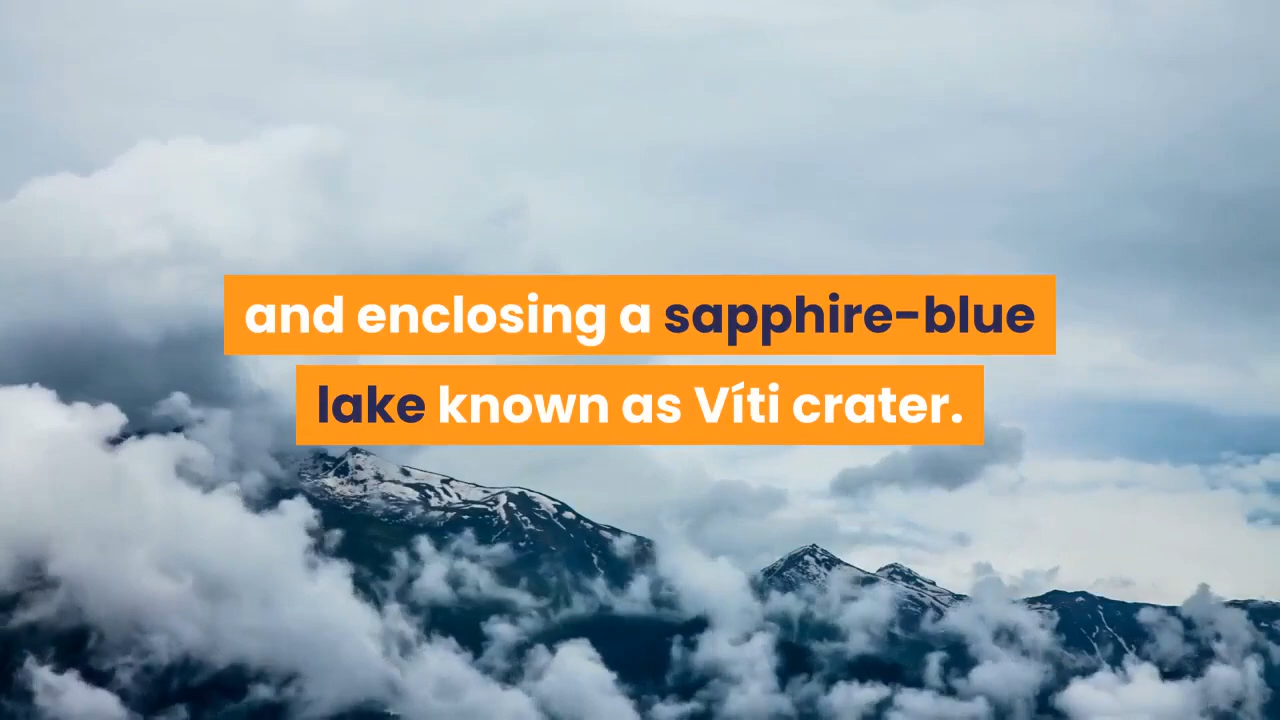 and enclosing a sapphire-blue
lake known as Víti crater.